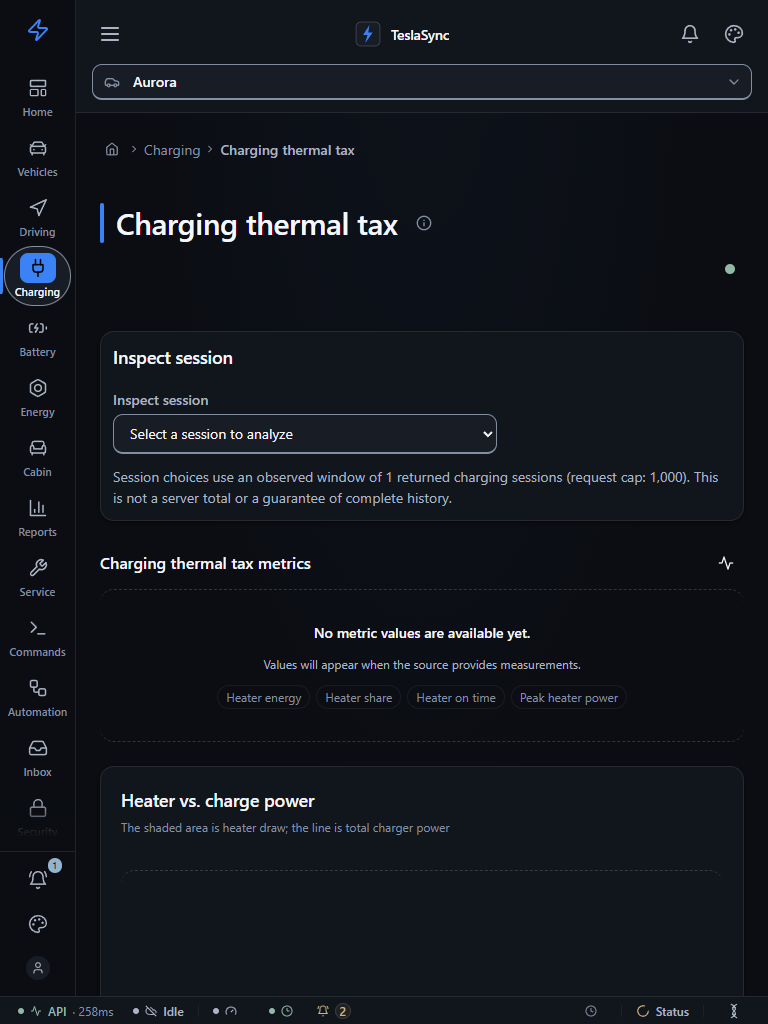 TeslaSync
Aurora
Home
Vehicles
Driving
Charging
Battery
Energy
Cabin
Reports
Service
Commands
Automation
Inbox
Security
1
Charging
Charging thermal tax
Charging thermal tax
Inspect session
Inspect session
Select a session to analyze
Session choices use an observed window of 1 returned charging sessions (request cap: 1,000). This
is not a server total or a guarantee of complete history.
Charging thermal tax metrics
No metric values are available yet.
Values will appear when the source provides measurements.
Heater energy Heater share Heater on time Peak heater power
Heater vs. charge power
The shaded area is heater draw; the line is total charger power
API · 258ms Idle 2 Status